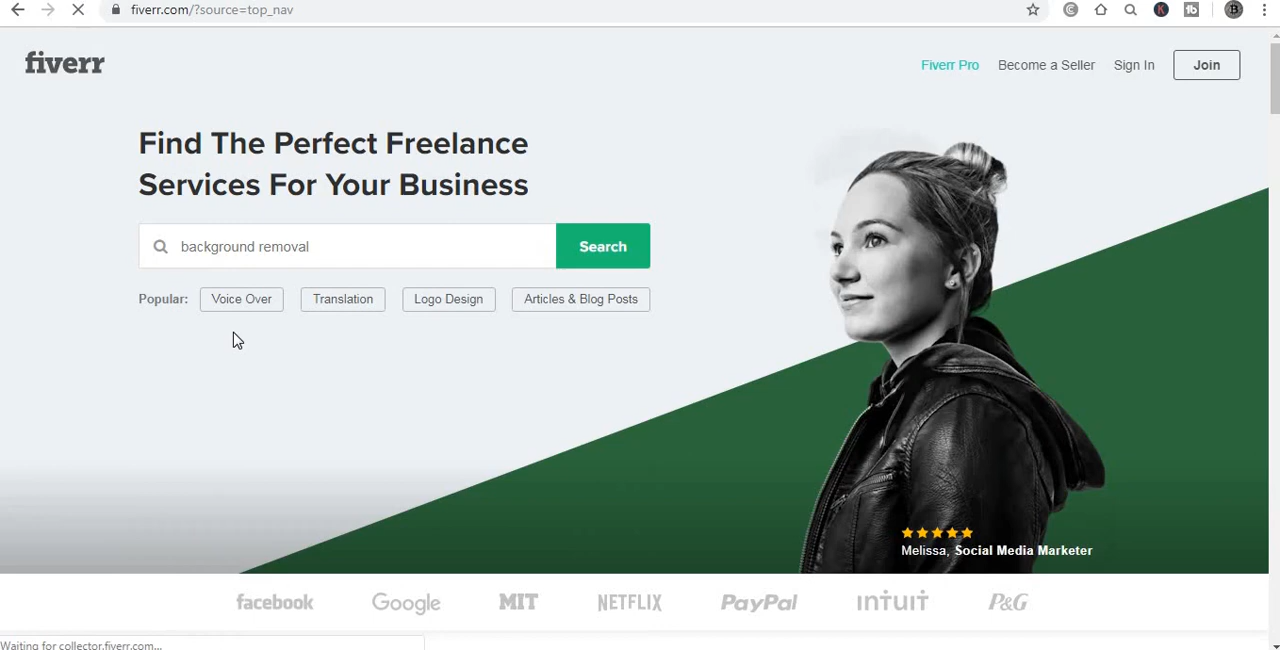 fiverr.com/?source=top_nav
fiverr
Fiverr Pro Become a Seller Sign In Join
Find The Perfect Freelance
Services For Your Business
background removal Search
Popular: Voice Over Translation Logo Design Articles & Blog Posts
Melissa, Social Media Marketer
facebook Google MIT NETFLIX PayPal intuit P&G
Waiting for collector.fiverr.com...